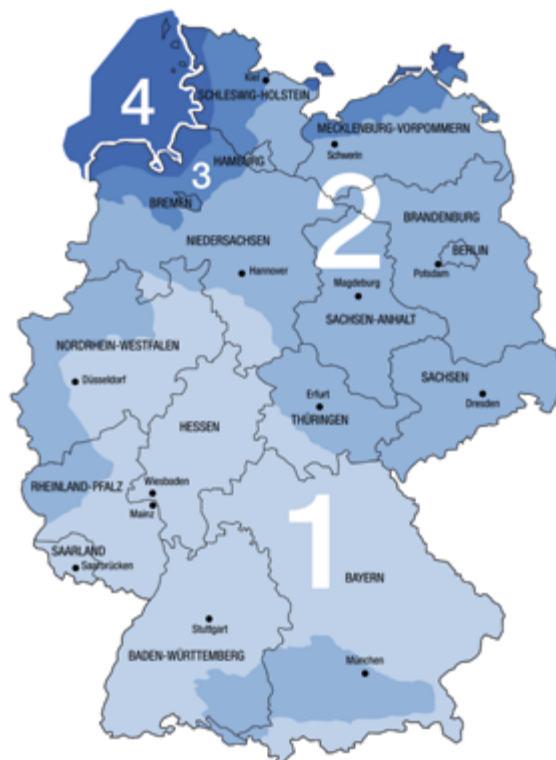 Kiel
4
SCHLESWIG-HOLSTEIN
MECKLENBURG-VORPOMMERN
Schwerin
HAMBURG
3
BREMEN
2
BRANDENBURG
NIEDERSACHSEN
BERLIN
Hannover
Potsdam
Magdeburg
SACHSEN-ANHALT
NORDRHEIN-WESTFALEN
Düsseldorf
SACHSEN
Erfurt
Dresden
THÜRINGEN
HESSEN
Wiesbaden
RHEINLAND-PFALZ
Mainz
1
SAARLAND
Saarbrücken
BAYERN
Stuttgart
BADEN-WÜRTTEMBERG
München